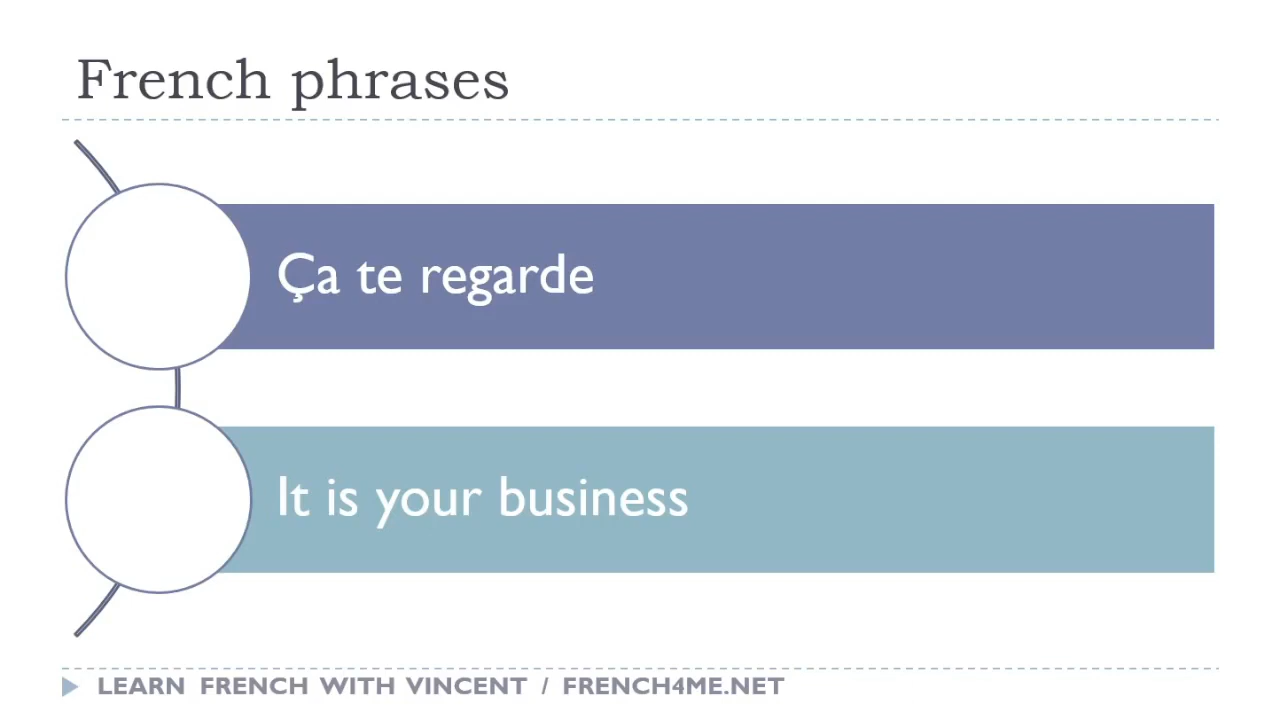 French phrases
Ça te regarde
It is your business
LEARN FRENCH WITH VINCENT / FRENCH4ME.NET